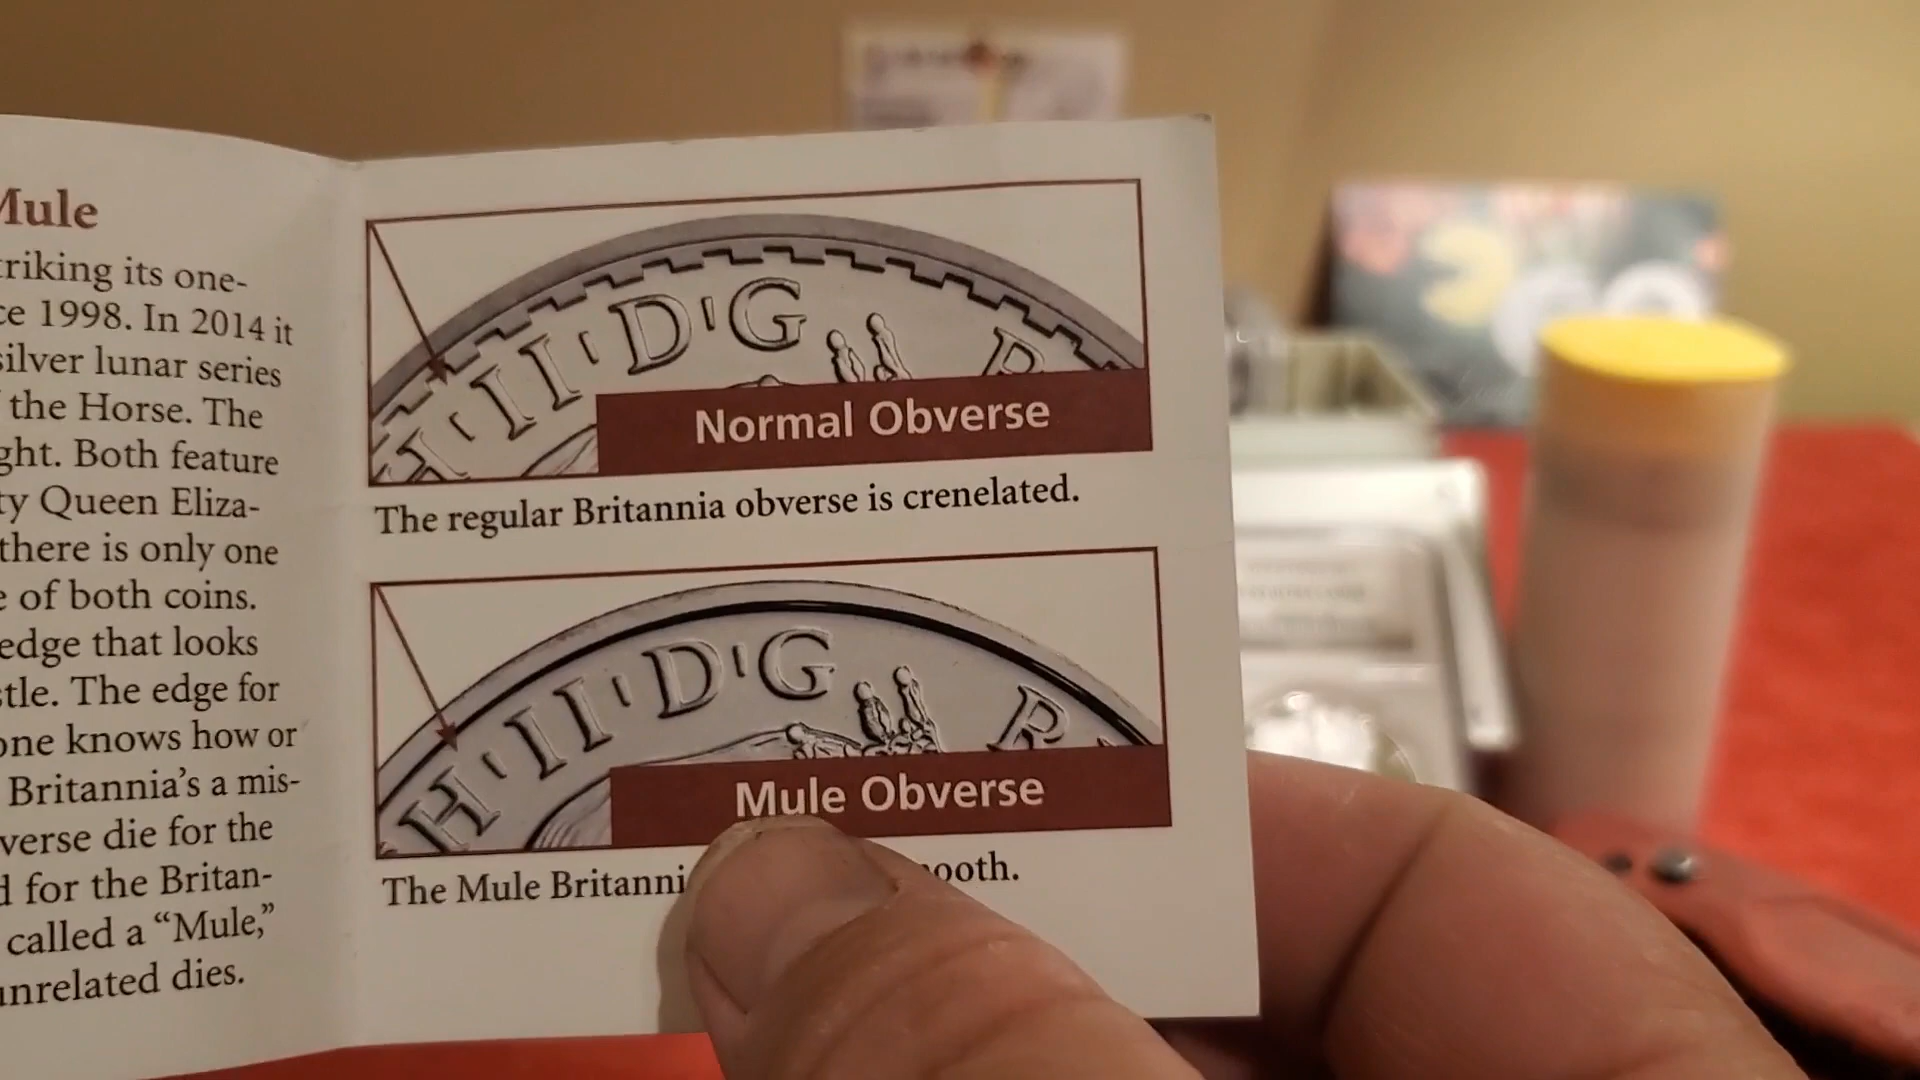 Mule
triking its one-
ce 1998. In 2014 it
silver lunar series
the Horse. The
ght. Both feature
ty Queen Eliza-
there is only one
e of both coins.
edge that looks
stle. The edge for
one knows how or
Britannia's a mis-
verse die for the
d for the Britan-
called a “Mule,”
unrelated dies.
H'II'D'G R
Normal Obverse
The regular Britannia obverse is crenelated.
H'II'D'G R
Mule Obverse
The Mule Britanni ooth.